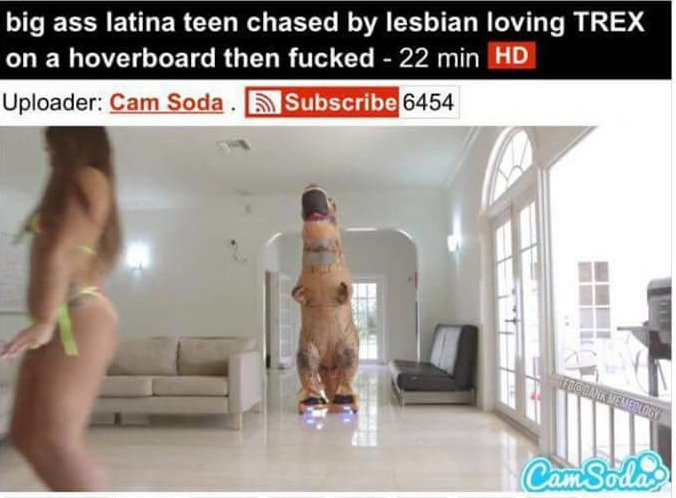 big ass latina teen chased by lesbian loving TREX
on a hoverboard then fucked - 22 min HD
Uploader: Cam Soda . Subscribe 6454
FB@DANK MEMEOLOGY
CamSoda